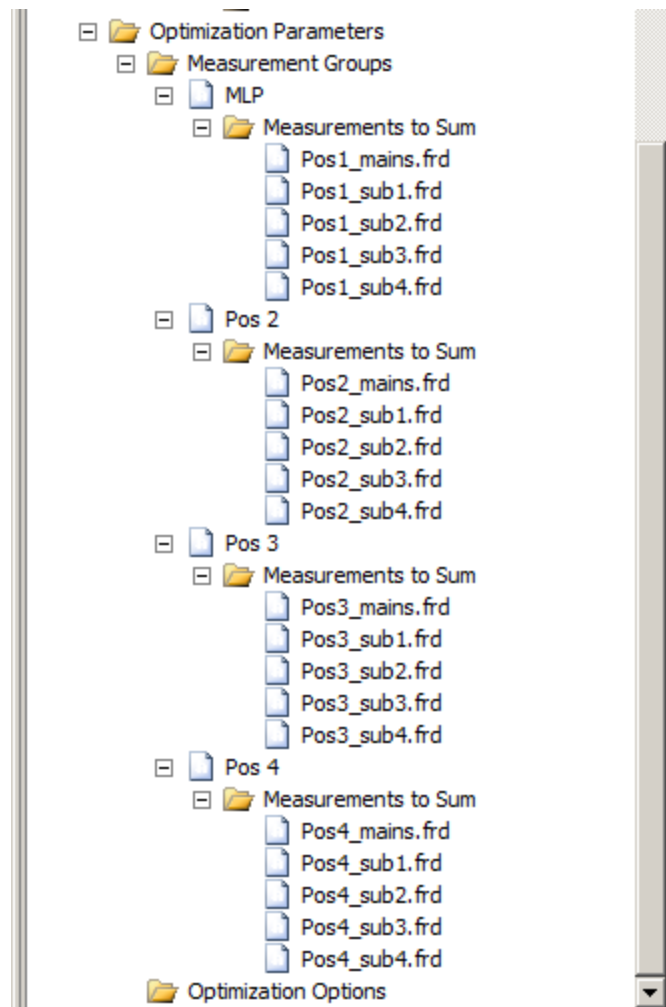 Optimization Parameters
Measurement Groups
MLP
Measurements to Sum
Pos1_mains.frd
Pos1_sub1.frd
Pos1_sub2.frd
Pos1_sub3.frd
Pos1_sub4.frd
Pos 2
Measurements to Sum
Pos2_mains.frd
Pos2_sub1.frd
Pos2_sub2.frd
Pos2_sub3.frd
Pos2_sub4.frd
Pos 3
Measurements to Sum
Pos3_mains.frd
Pos3_sub1.frd
Pos3_sub2.frd
Pos3_sub3.frd
Pos3_sub4.frd
Pos 4
Measurements to Sum
Pos4_mains.frd
Pos4_sub1.frd
Pos4_sub2.frd
Pos4_sub3.frd
Pos4_sub4.frd
Optimization Options